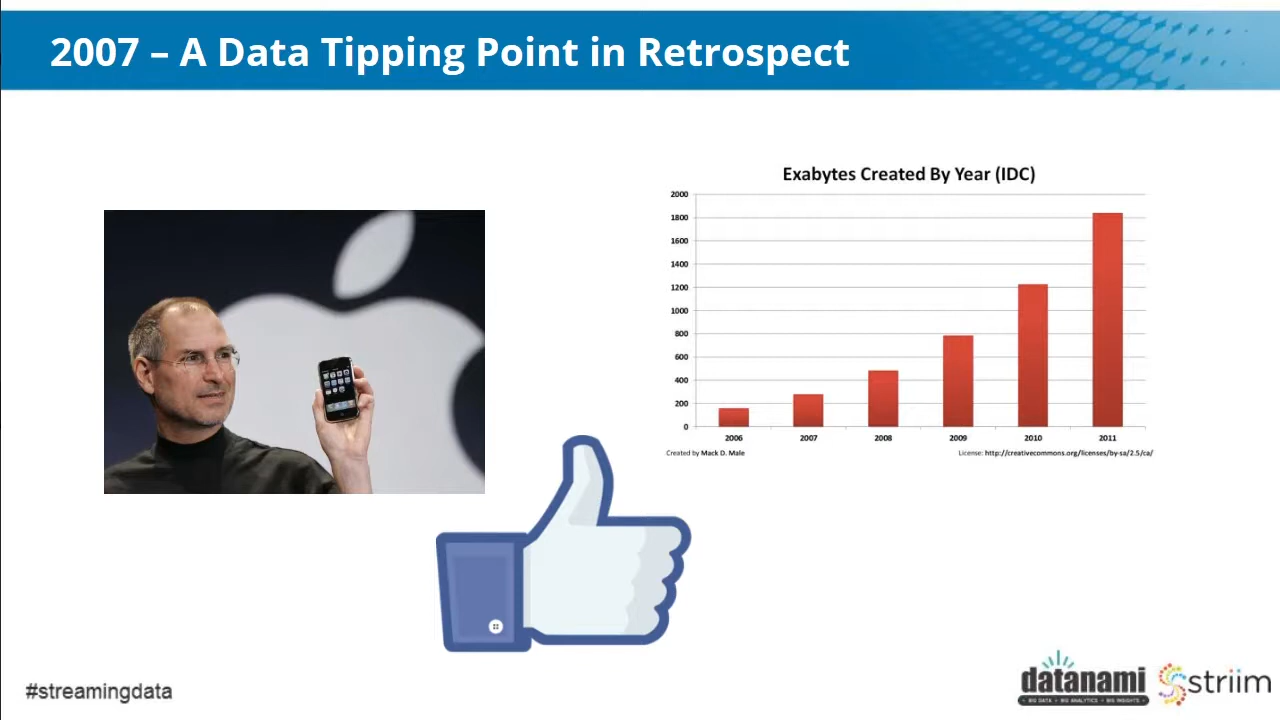 2007 – A Data Tipping Point in Retrospect
Exabytes Created By Year (IDC)
2000
1800
1600
1400
1200
1000
800
600
400
200
0
2006 2007 2008 2009 2010 2011
Created by Mack D. Male
License: http://creativecommons.org/licenses/by-sa/2.5/ca/
#streamingdata
datanami
BIG DATA • BIG ANALYTICS • BIG INSIGHTS
striim